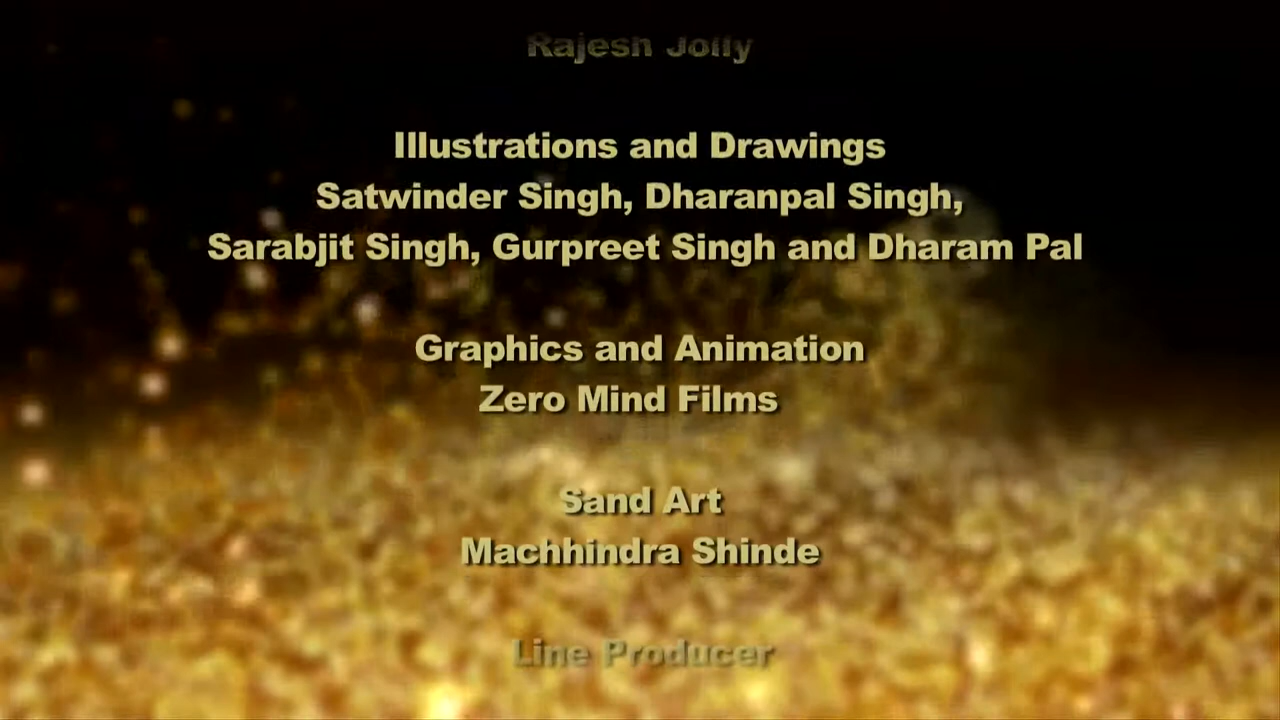 Rajesh Jolly
Illustrations and Drawings
Satwinder Singh, Dharanpal Singh,
Sarabjit Singh, Gurpreet Singh and Dharam Pal
Graphics and Animation
Zero Mind Films
Sand Art
Machhindra Shinde
Line Producer